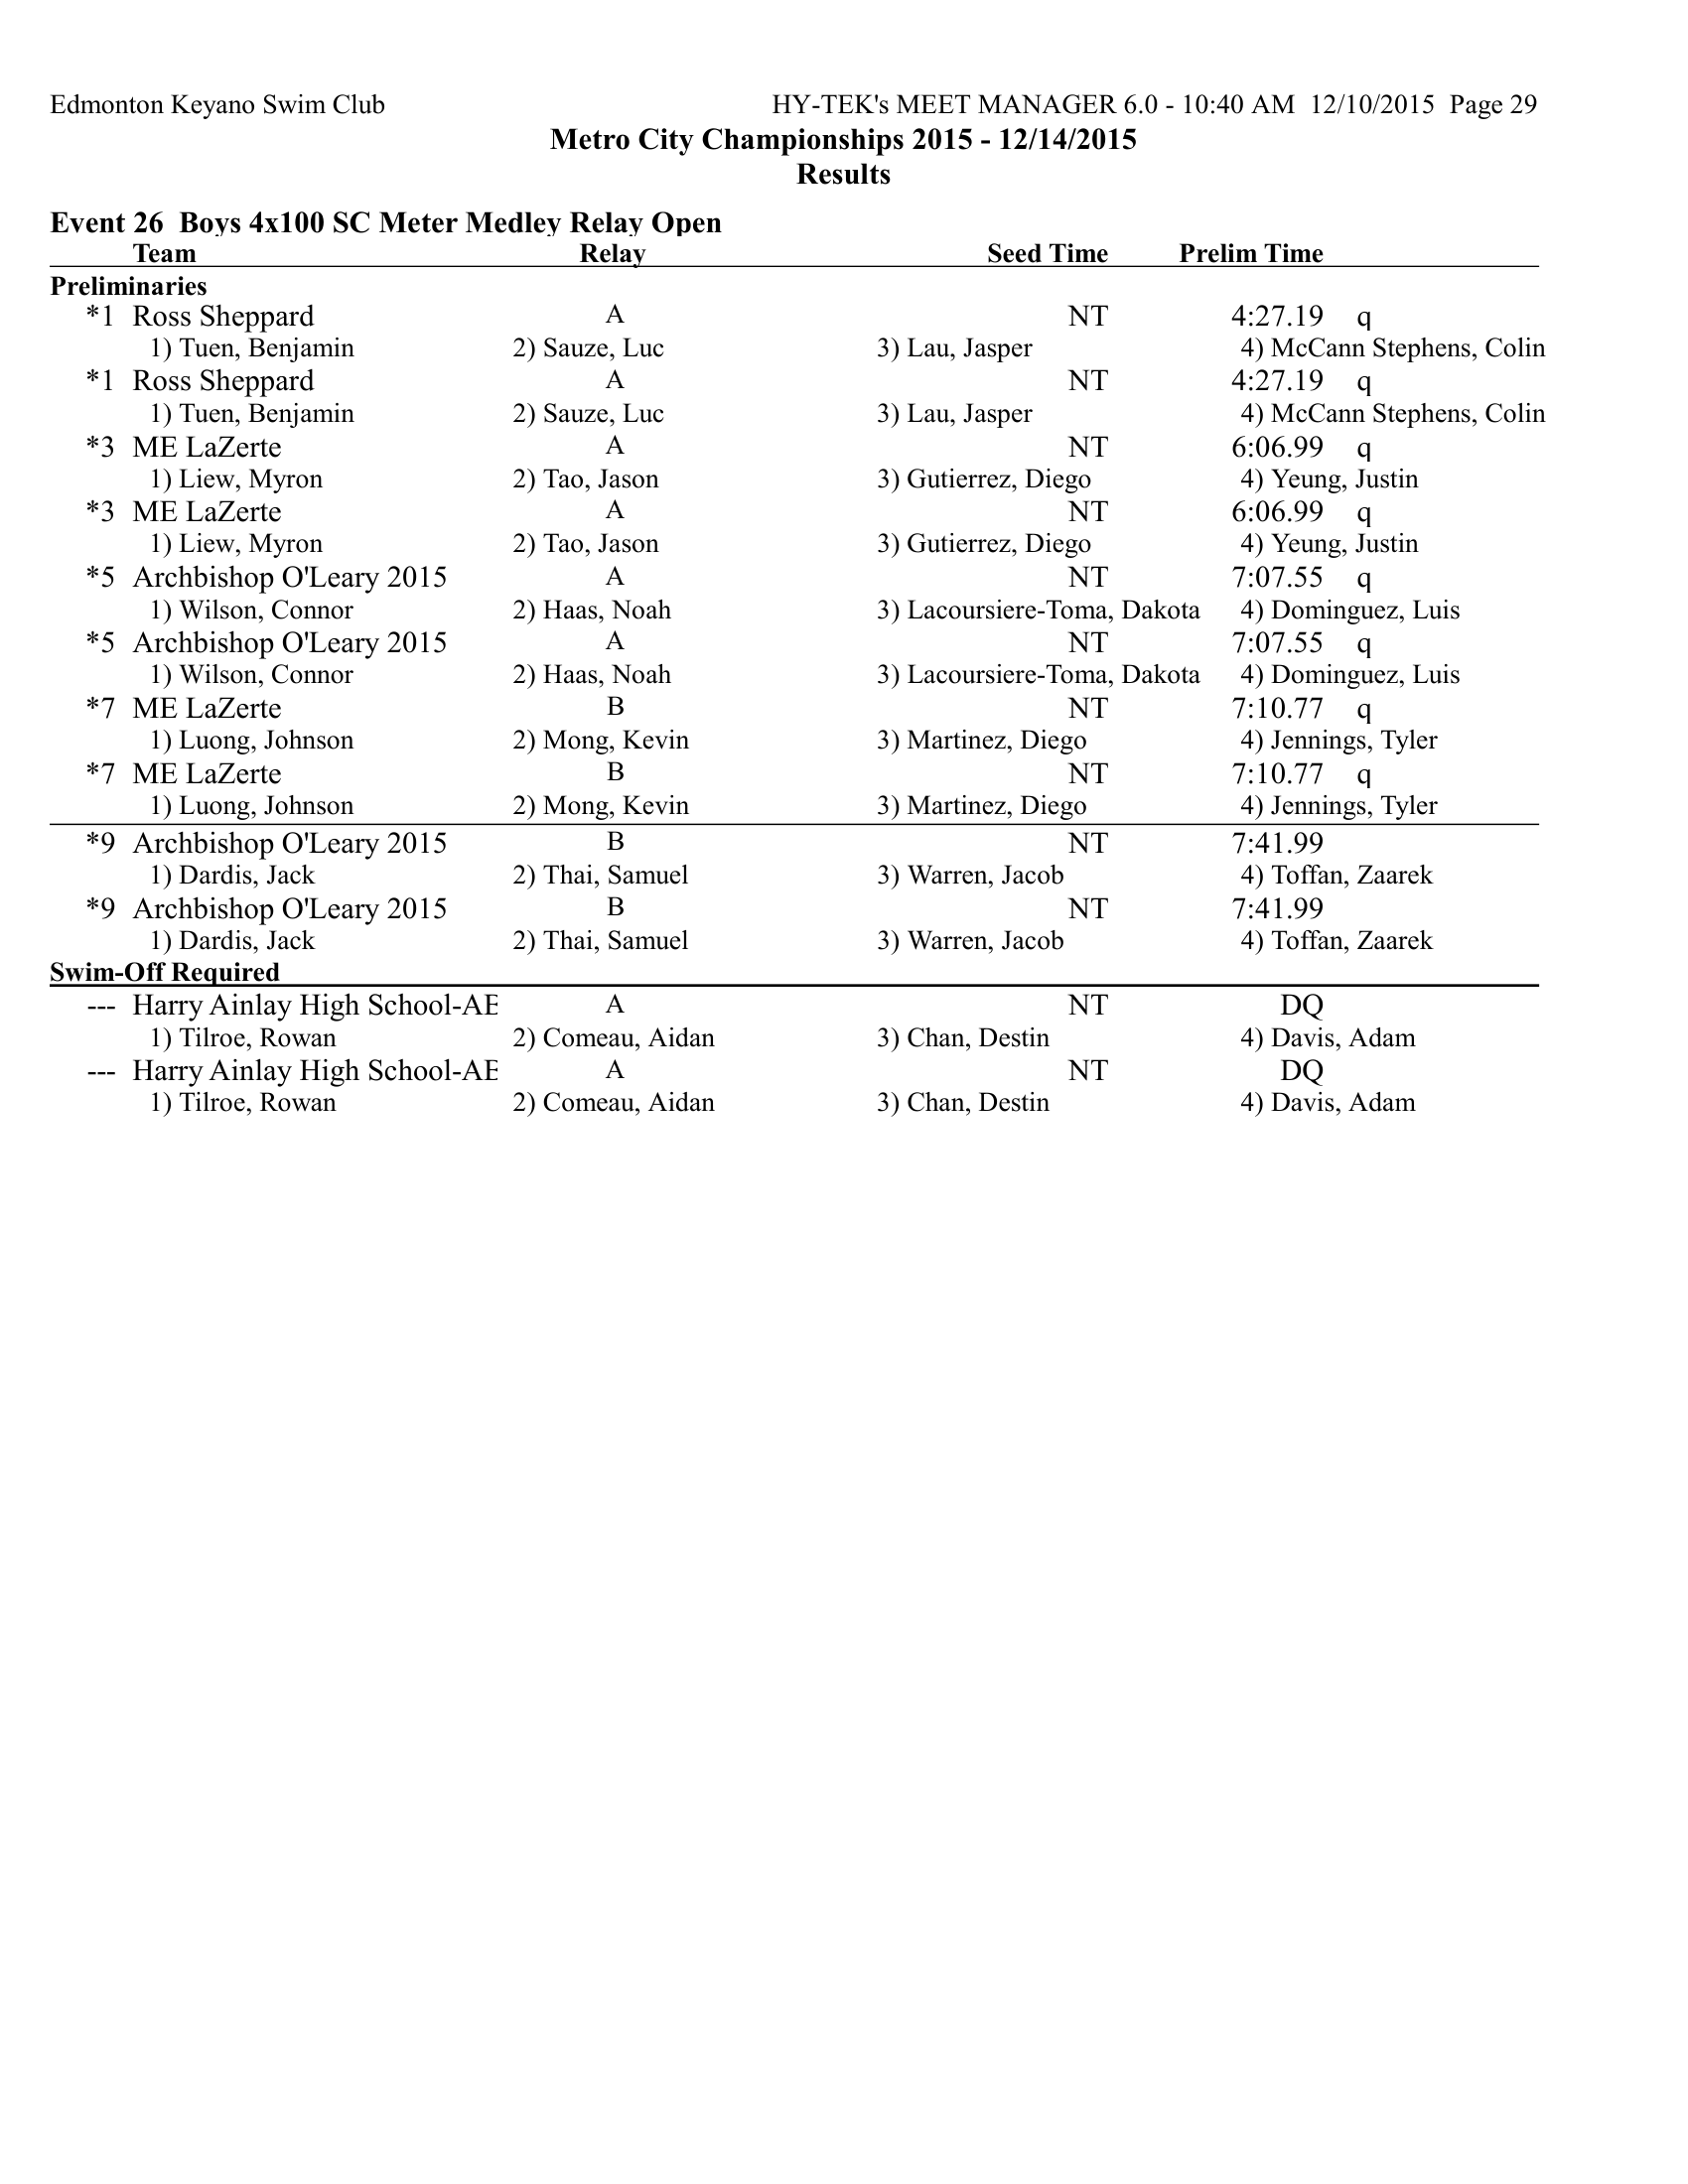 Edmonton Keyano Swim Club HY-TEK's MEET MANAGER 6.0 - 10:40 AM 12/10/2015 Page 29
Metro City Championships 2015 - 12/14/2015
Results
Event 26 Boys 4x100 SC Meter Medley Relay Open
Team Relay Seed Time Prelim Time
Preliminaries
*1 Ross Sheppard A NT 4:27.19 q
1) Tuen, Benjamin 2) Sauze, Luc 3) Lau, Jasper 4) McCann Stephens, Colin
*1 Ross Sheppard A NT 4:27.19 q
1) Tuen, Benjamin 2) Sauze, Luc 3) Lau, Jasper 4) McCann Stephens, Colin
*3 ME LaZerte A NT 6:06.99 q
1) Liew, Myron 2) Tao, Jason 3) Gutierrez, Diego 4) Yeung, Justin
*3 ME LaZerte A NT 6:06.99 q
1) Liew, Myron 2) Tao, Jason 3) Gutierrez, Diego 4) Yeung, Justin
*5 Archbishop O'Leary 2015 A NT 7:07.55 q
1) Wilson, Connor 2) Haas, Noah 3) Lacoursiere-Toma, Dakota 4) Dominguez, Luis
*5 Archbishop O'Leary 2015 A NT 7:07.55 q
1) Wilson, Connor 2) Haas, Noah 3) Lacoursiere-Toma, Dakota 4) Dominguez, Luis
*7 ME LaZerte B NT 7:10.77 q
1) Luong, Johnson 2) Mong, Kevin 3) Martinez, Diego 4) Jennings, Tyler
*7 ME LaZerte B NT 7:10.77 q
1) Luong, Johnson 2) Mong, Kevin 3) Martinez, Diego 4) Jennings, Tyler
*9 Archbishop O'Leary 2015 B NT 7:41.99
1) Dardis, Jack 2) Thai, Samuel 3) Warren, Jacob 4) Toffan, Zaarek
*9 Archbishop O'Leary 2015 B NT 7:41.99
1) Dardis, Jack 2) Thai, Samuel 3) Warren, Jacob 4) Toffan, Zaarek
Swim-Off Required
--- Harry Ainlay High School-AB A NT DQ
1) Tilroe, Rowan 2) Comeau, Aidan 3) Chan, Destin 4) Davis, Adam
--- Harry Ainlay High School-AB A NT DQ
1) Tilroe, Rowan 2) Comeau, Aidan 3) Chan, Destin 4) Davis, Adam